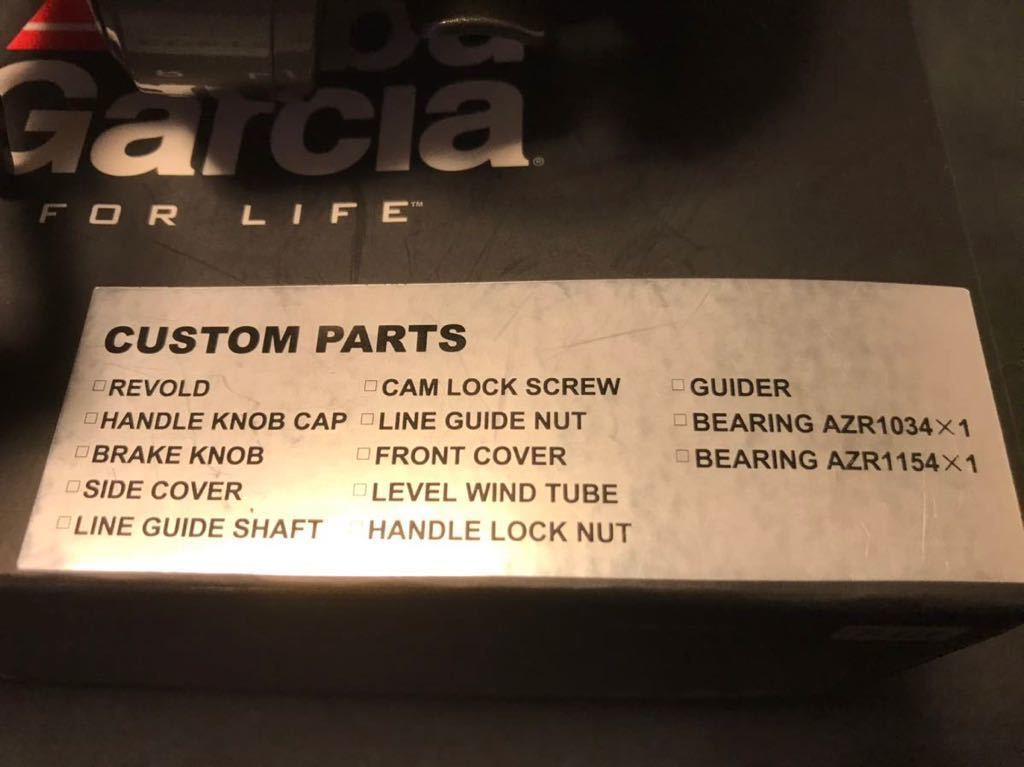 Garcia®
FOR LIFE™
CUSTOM PARTS
□REVOLD □CAM LOCK SCREW □GUIDER
□HANDLE KNOB CAP □LINE GUIDE NUT □BEARING AZR1034×1
□BRAKE KNOB □FRONT COVER □BEARING AZR1154×1
□SIDE COVER □LEVEL WIND TUBE
□LINE GUIDE SHAFT □HANDLE LOCK NUT